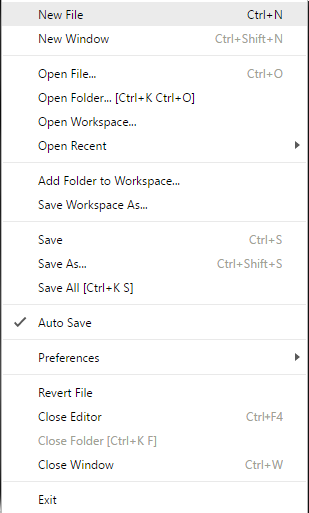 New File Ctrl+N
New Window Ctrl+Shift+N
Open File... Ctrl+O
Open Folder... [Ctrl+K Ctrl+O]
Open Workspace...
Open Recent
Add Folder to Workspace...
Save Workspace As...
Save Ctrl+S
Save As... Ctrl+Shift+S
Save All [Ctrl+K S]
Auto Save
Preferences
Revert File
Close Editor Ctrl+F4
Close Folder [Ctrl+K F]
Close Window Ctrl+W
Exit